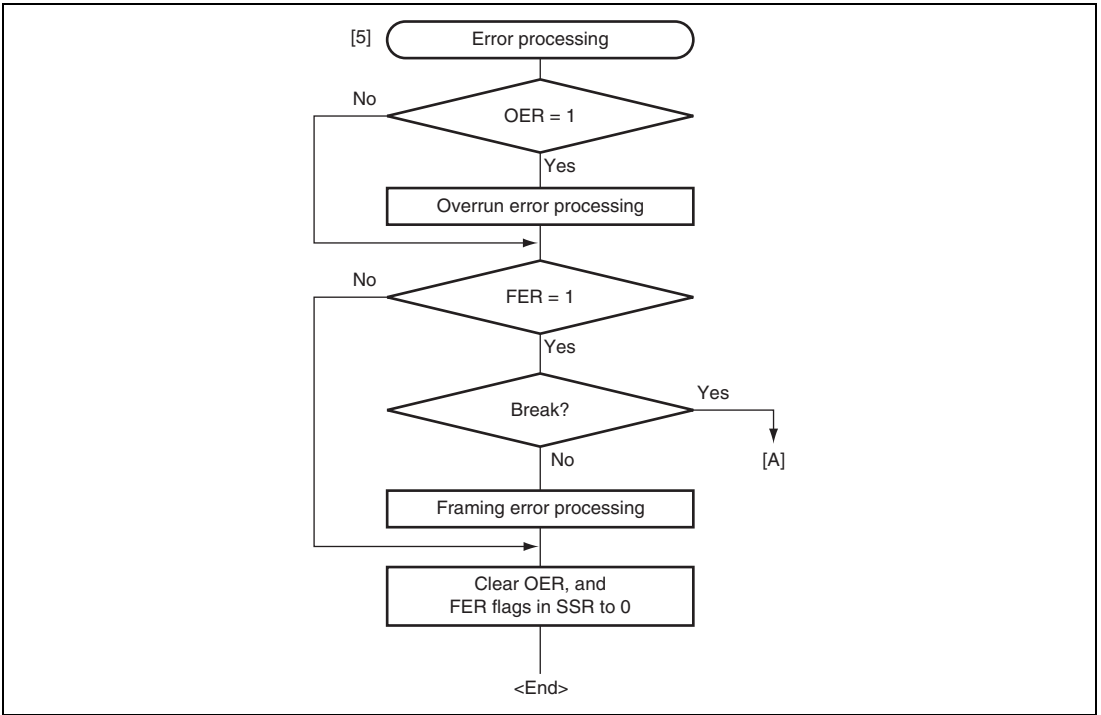 [5]
Error processing
No
OER = 1
Yes
Overrun error processing
No
FER = 1
Yes
Break?
Yes
[A]
No
Framing error processing
Clear OER, and
FER flags in SSR to 0
<End>